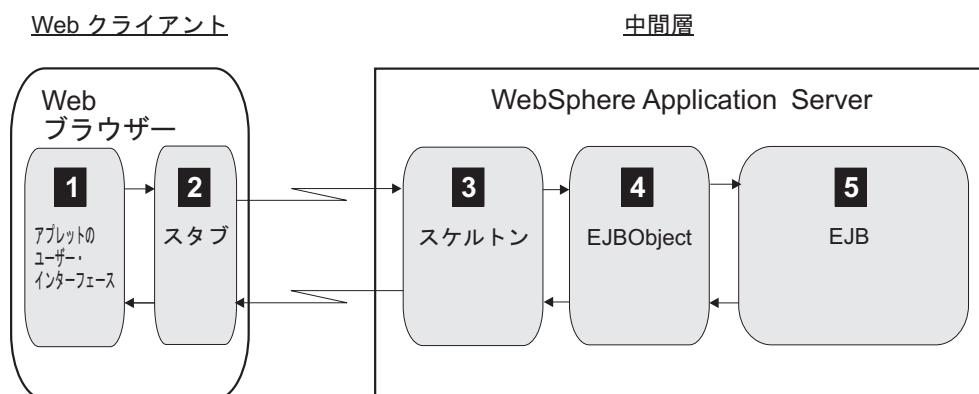 Web クライアント
中間層
Web
ブラウザー
WebSphere Application Server
1
アプレットの
ユーザー・
インターフェース
2
スタブ
3
スケルトン
4
EJBObject
5
EJB